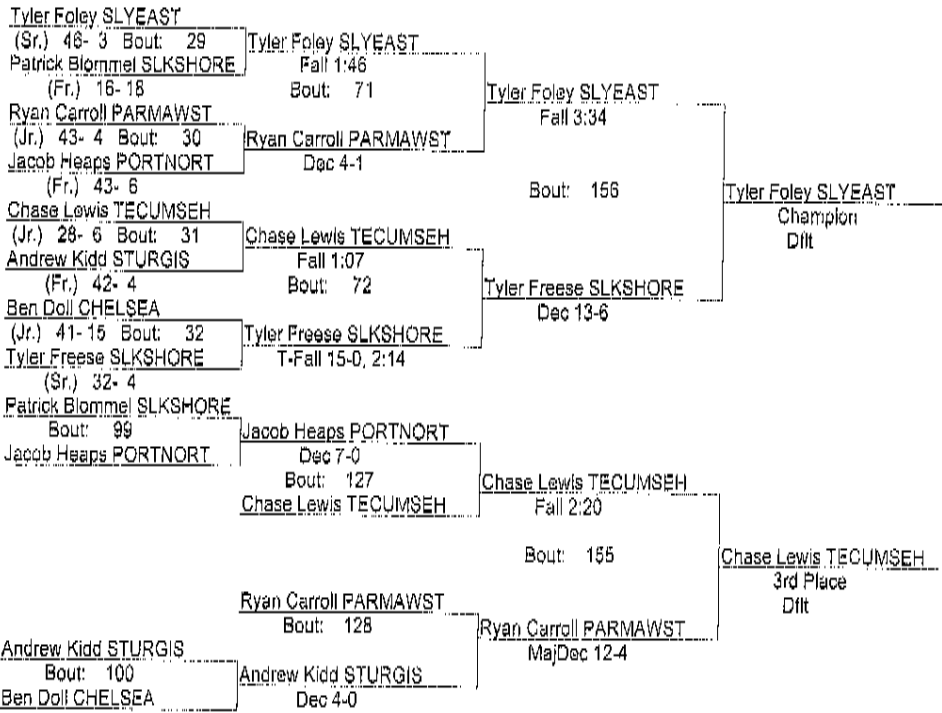 Tyler Foley SLYEAST
(Sr.) 46- 3 Bout: 29
Patrick Blommel SLKSHORE
(Fr.) 16- 18
Ryan Carroll PARMAWST
(Jr.) 43- 4 Bout: 30
Jacob Heaps PORTNORT
(Fr.) 43- 6
Chase Lewis TECUMSEH
(Jr.) 28- 6 Bout: 31
Andrew Kidd STURGIS
(Fr.) 42- 4
Ben Doll CHELSEA
(Jr.) 41- 15 Bout: 32
Tyler Freese SLKSHORE
(Sr.) 32- 4
Tyler Foley SLYEAST
Fall 1:46
Bout: 71
Ryan Carroll PARMAWST
Dec 4-1
Chase Lewis TECUMSEH
Fall 1:07
Bout: 72
Tyler Freese SLKSHORE
T-Fall 15-0, 2:14
Tyler Foley SLYEAST
Fall 3:34
Bout: 156
Tyler Freese SLKSHORE
Dec 13-6
Tyler Foley SLYEAST
Champion
Dflt
Patrick Blommel SLKSHORE
Bout: 99
Jacob Heaps PORTNORT
Jacob Heaps PORTNORT
Dec 7-0
Bout: 127
Chase Lewis TECUMSEH
Chase Lewis TECUMSEH
Fall 2:20
Bout: 155
Chase Lewis TECUMSEH
3rd Place
Dflt
Ryan Carroll PARMAWST
Bout: 128
Ryan Carroll PARMAWST
MajDec 12-4
Andrew Kidd STURGIS
Bout: 100
Ben Doll CHELSEA
Andrew Kidd STURGIS
Dec 4-0